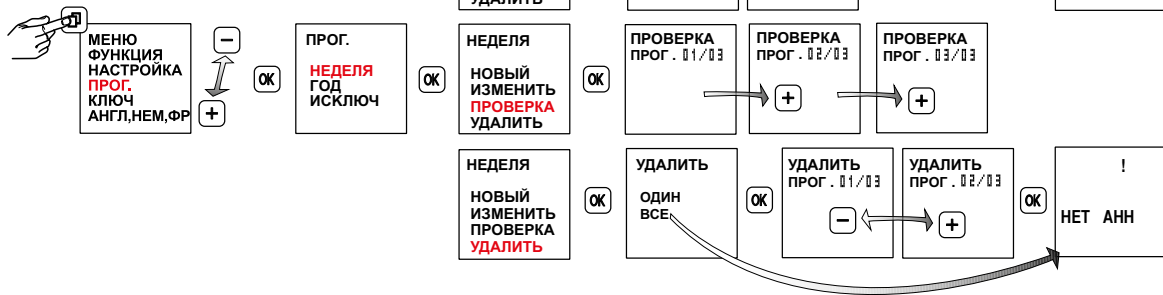 УДАЛИТЬ
МЕНЮ
ФУНКЦИЯ
НАСТРОЙКА
ПРОГ.
КЛЮЧ
АНГЛ,НЕМ,ФР
−
+
OK
ПРОГ.
НЕДЕЛЯ
ГОД
ИСКЛЮЧ
OK
НЕДЕЛЯ
НОВЫЙ
ИЗМЕНИТЬ
ПРОВЕРКА
УДАЛИТЬ
OK
ПРОВЕРКА
ПРОГ. 01/03
+
ПРОВЕРКА
ПРОГ. 02/03
+
ПРОВЕРКА
ПРОГ. 03/03
НЕДЕЛЯ
НОВЫЙ
ИЗМЕНИТЬ
ПРОВЕРКА
УДАЛИТЬ
OK
УДАЛИТЬ
ОДИН
ВСЕ
OK
УДАЛИТЬ
ПРОГ. 01/03
−
УДАЛИТЬ
ПРОГ. 02/03
+
OK
!
НЕТ АНН